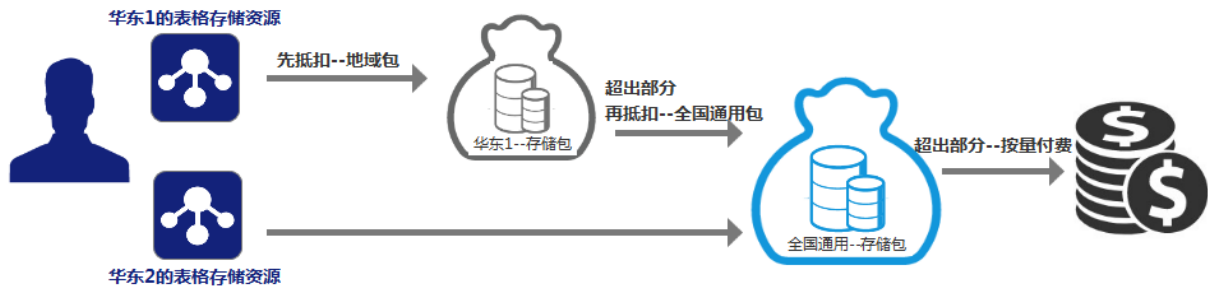 华东1的表格存储资源
先抵扣--地域包
华东1--存储包
超出部分
再抵扣--全国通用包
全国通用--存储包
超出部分--按量付费
华东2的表格存储资源